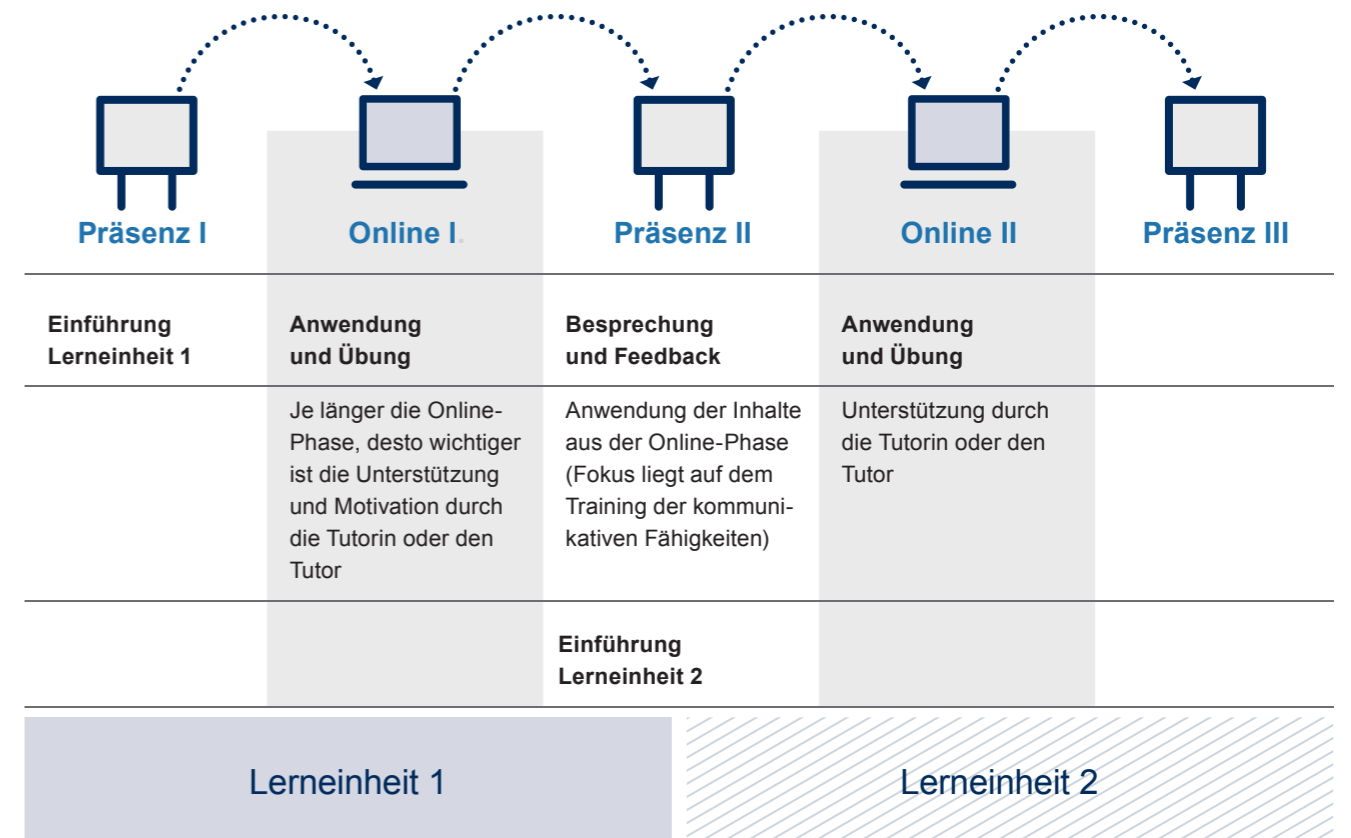 Präsenz I
Online I.
Präsenz II
Online II
Präsenz III
Einführung
Lerneinheit 1
Anwendung
und Übung
Besprechung
und Feedback
Anwendung
und Übung
Je länger die Online-
Phase, desto wichtiger
ist die Unterstützung
und Motivation durch
die Tutorin oder den
Tutor
Anwendung der Inhalte
aus der Online-Phase
(Fokus liegt auf dem
Training der kommuni-
kativen Fähigkeiten)
Unterstützung durch
die Tutorin oder den
Tutor
Einführung
Lerneinheit 2
Lerneinheit 1
Lerneinheit 2